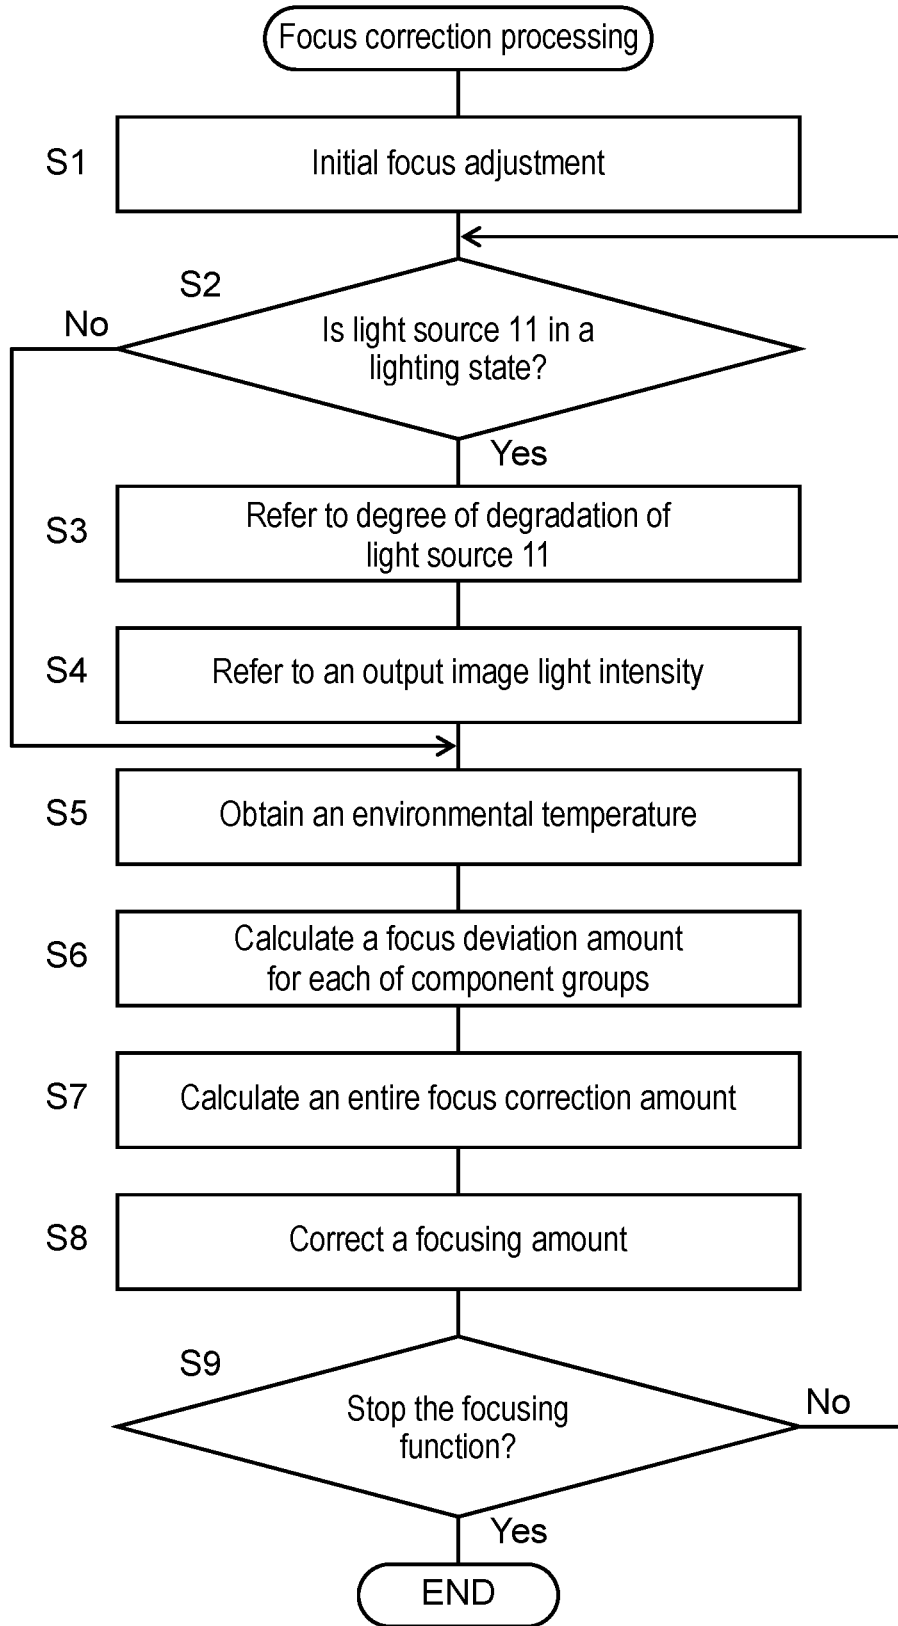 Focus correction processing
S1
Initial focus adjustment
S2
No
Is light source 11 in a
lighting state?
Yes
S3
Refer to degree of degradation of
light source 11
S4
Refer to an output image light intensity
S5
Obtain an environmental temperature
S6
Calculate a focus deviation amount
for each of component groups
S7
Calculate an entire focus correction amount
S8
Correct a focusing amount
S9
Stop the focusing
function?
No
Yes
END